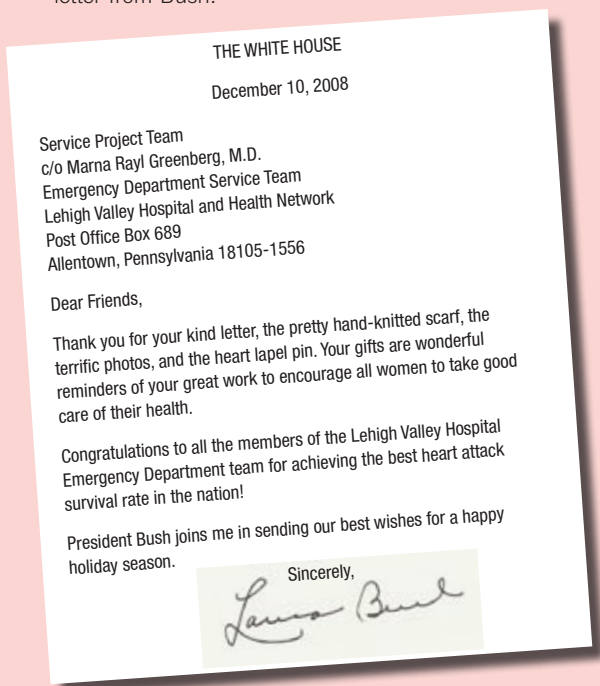 letter from Bush:
THE WHITE HOUSE
December 10, 2008
Service Project Team
c/o Marna Rayl Greenberg, M.D.
Emergency Department Service Team
Lehigh Valley Hospital and Health Network
Post Office Box 689
Allentown, Pennsylvania 18105-1556
Dear Friends,
Thank you for your kind letter, the pretty hand-knitted scarf, the
terrific photos, and the heart lapel pin. Your gifts are wonderful
reminders of your great work to encourage all women to take good
care of their health.
Congratulations to all the members of the Lehigh Valley Hospital
Emergency Department team for achieving the best heart attack
survival rate in the nation!
President Bush joins me in sending our best wishes for a happy
holiday season.
Sincerely,
Laura Bush